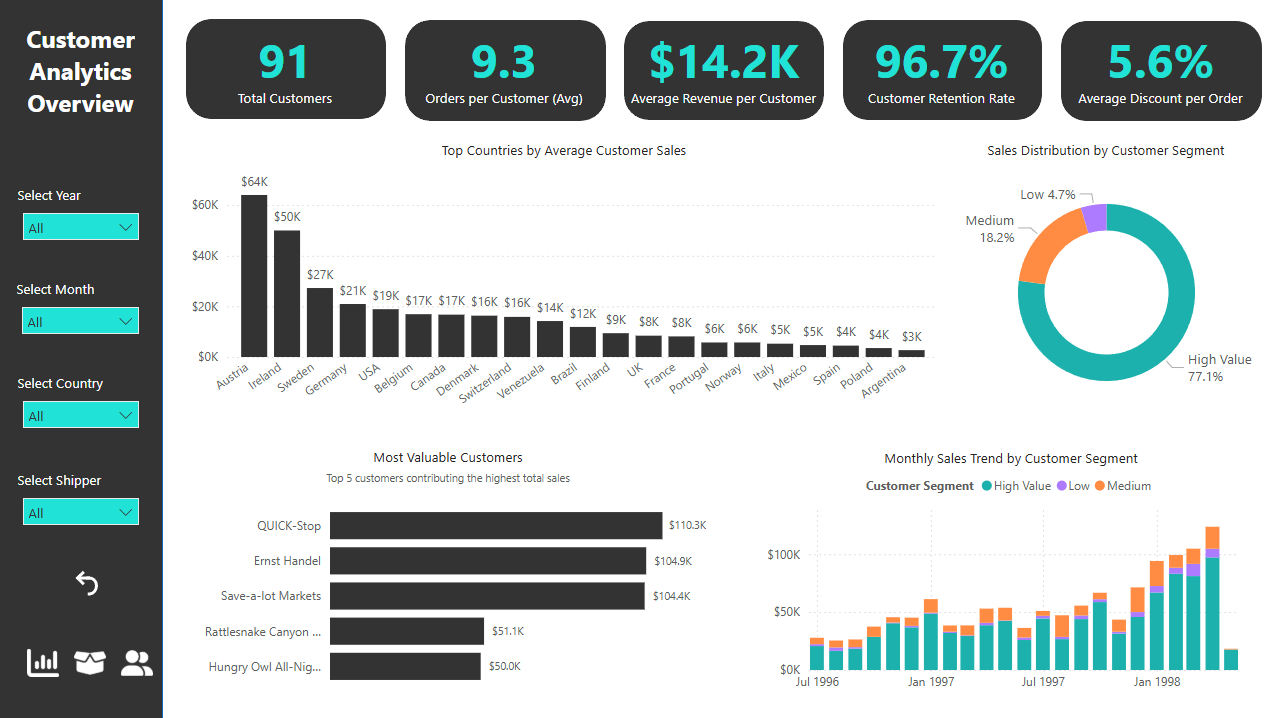 Customer
Analytics
Overview
Select Year
All
Select Month
All
Select Country
All
Select Shipper
All
91
Total Customers
9.3
Orders per Customer (Avg)
$14.2K
Average Revenue per Customer
96.7%
Customer Retention Rate
5.6%
Average Discount per Order
Top Countries by Average Customer Sales
$60K
$40K
$20K
$0K
$64K
$50K
$27K
$21K
$19K
$17K
$17K
$16K
$16K
$14K
$12K
$9K
$8K
$8K
$6K
$6K
$5K
$5K
$4K
$4K
$3K
Austria
Ireland
Sweden
Germany
USA
Belgium
Canada
Denmark
Switzerland
Venezuela
Brazil
Finland
UK
France
Portugal
Norway
Italy
Mexico
Spain
Poland
Argentina
Sales Distribution by Customer Segment
Low 4.7%
Medium
18.2%
High Value
77.1%
Most Valuable Customers
Top 5 customers contributing the highest total sales
QUICK-Stop $110.3K
Ernst Handel $104.9K
Save-a-lot Markets $104.4K
Rattlesnake Canyon ... $51.1K
Hungry Owl All-Nig... $50.0K
Monthly Sales Trend by Customer Segment
Customer Segment High Value Low Medium
$100K
$50K
$0K
Jul 1996 Jan 1997 Jul 1997 Jan 1998